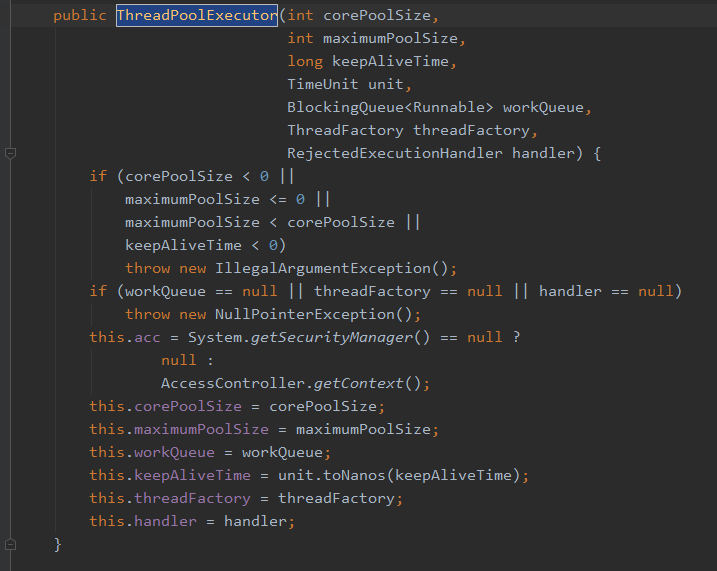 public ThreadPoolExecutor(int corePoolSize,
int maximumPoolSize,
long keepAliveTime,
TimeUnit unit,
BlockingQueue<Runnable> workQueue,
ThreadFactory threadFactory,
RejectedExecutionHandler handler) {
if (corePoolSize < 0 ||
maximumPoolSize <= 0 ||
maximumPoolSize < corePoolSize ||
keepAliveTime < 0)
throw new IllegalArgumentException();
if (workQueue == null || threadFactory == null || handler == null)
throw new NullPointerException();
this.acc = System.getSecurityManager() == null ?
null :
AccessController.getContext();
this.corePoolSize = corePoolSize;
this.maximumPoolSize = maximumPoolSize;
this.workQueue = workQueue;
this.keepAliveTime = unit.toNanos(keepAliveTime);
this.threadFactory = threadFactory;
this.handler = handler;
}